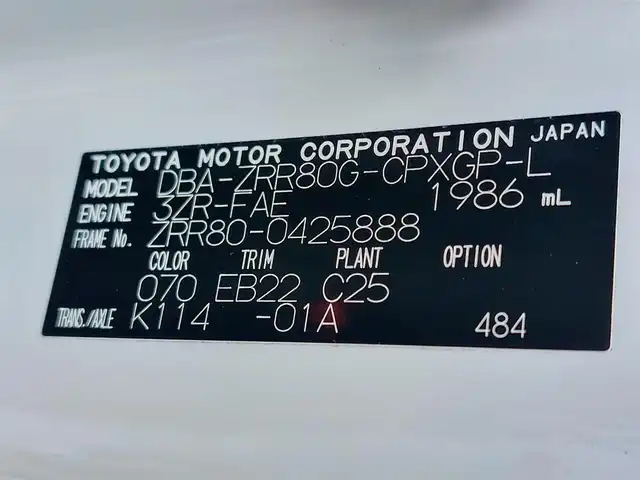 TOYOTA MOTOR CORPORATION JAPAN
MODEL DBA-ZRR80G-CPXGP-L
ENGINE 3ZR-FAE 1986 mL
FRAME No. ZRR80-0425888
COLOR TRIM PLANT OPTION
070 EB22 C25
TRANS./AXLE K114 -01A 484